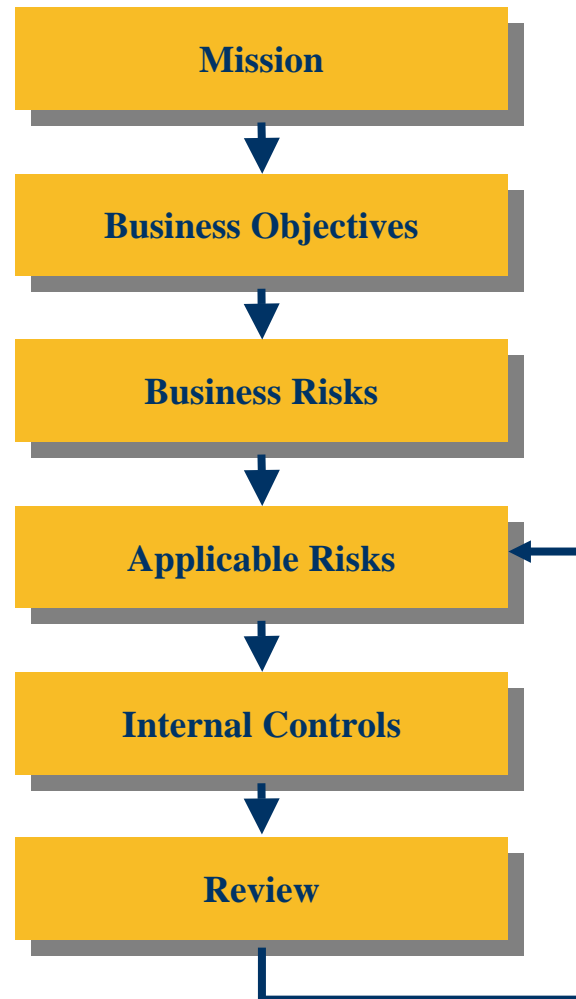 Mission
Business Objectives
Business Risks
Applicable Risks
Internal Controls
Review